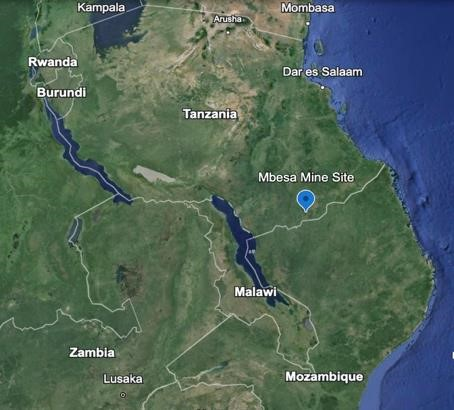 Kampala
Mombasa
Arusha
Rwanda
Dar es Salaam
Burundi
Tanzania
Mbesa Mine Site
Malawi
Zambia
Lusaka
Mozambique